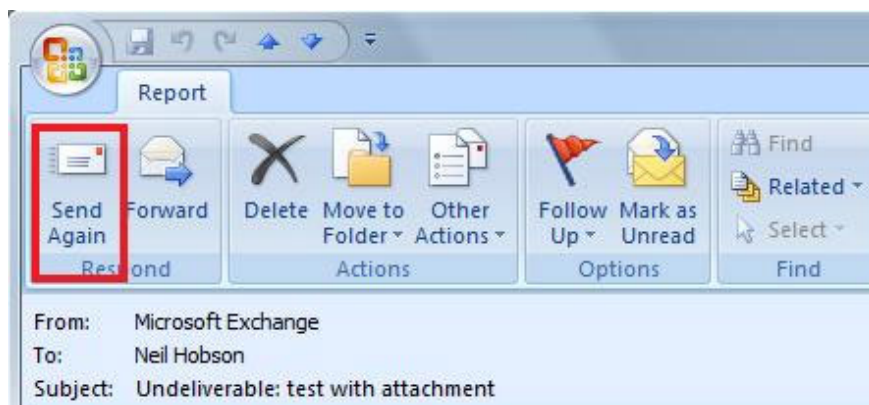 Report
Send Again
Forward
Delete
Move to Folder
Other Actions
Follow Up
Mark as Unread
Find
Related
Select
Respond
Actions
Options
Find
From: Microsoft Exchange
To: Neil Hobson
Subject: Undeliverable: test with attachment